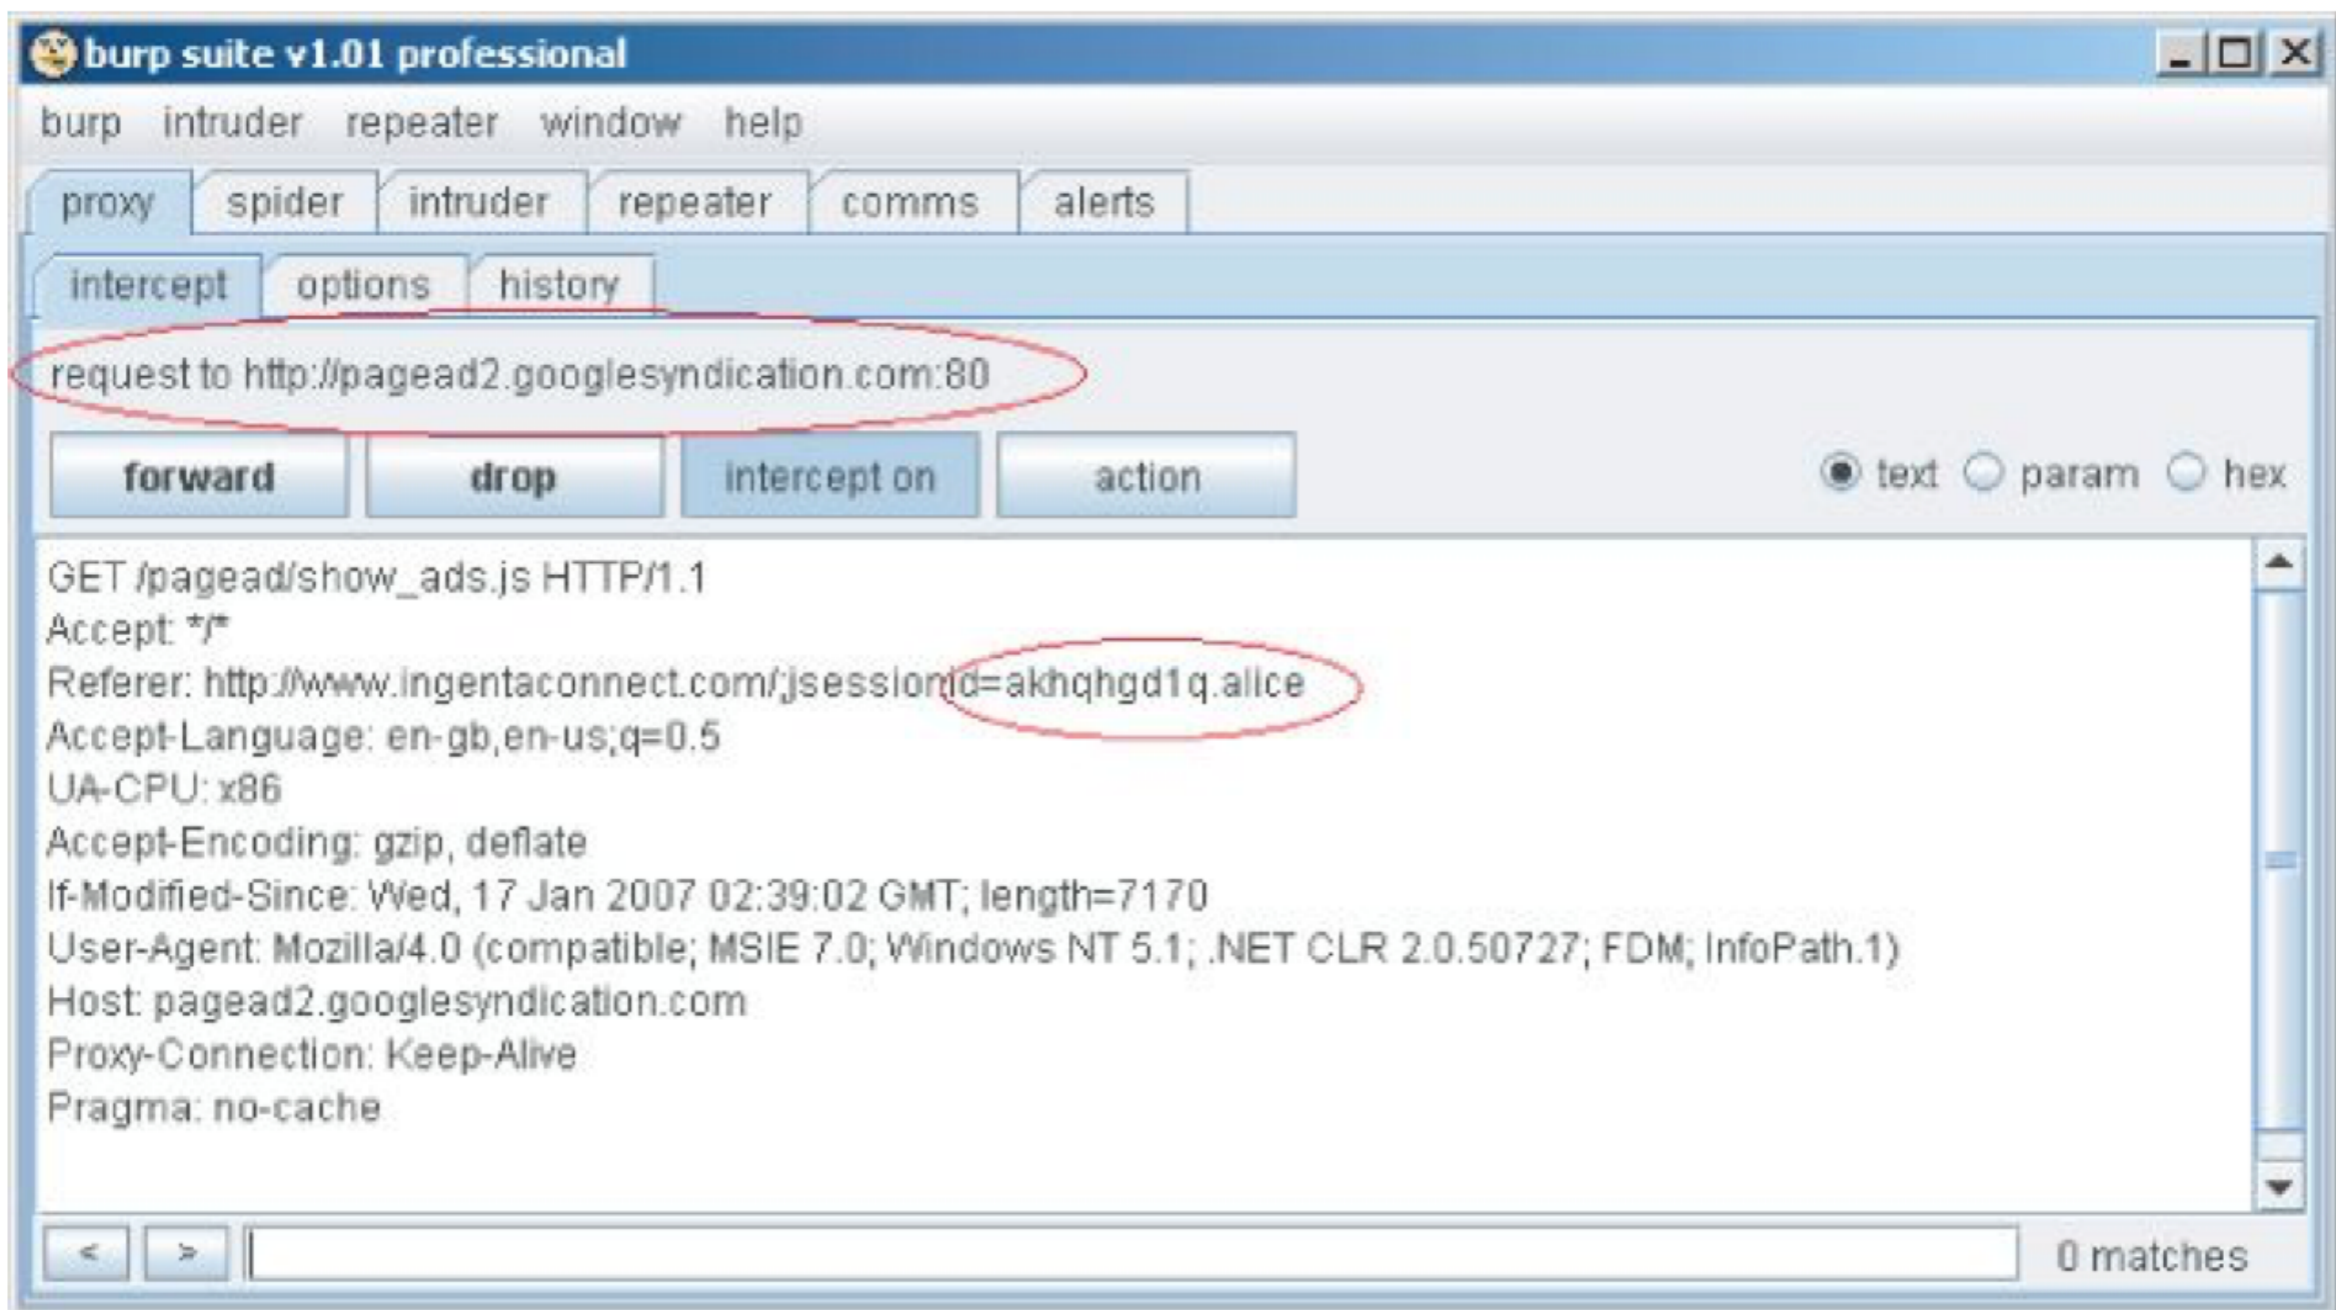 burp suite v1.01 professional
burp intruder repeater window help
proxy spider intruder repeater comms alerts
intercept options history
request to http://pagead2.googlesyndication.com:80
forward drop intercept on action text param hex
GET /pagead/show_ads.js HTTP/1.1
Accept: */*
Referer: http://www.ingentaconnect.com/;jsessionid=akhqhgd1q.alice
Accept-Language: en-gb,en-us;q=0.5
UA-CPU: x86
Accept-Encoding: gzip, deflate
If-Modified-Since: Wed, 17 Jan 2007 02:39:02 GMT; length=7170
User-Agent: Mozilla/4.0 (compatible; MSIE 7.0; Windows NT 5.1; .NET CLR 2.0.50727; FDM; InfoPath.1)
Host: pagead2.googlesyndication.com
Proxy-Connection: Keep-Alive
Pragma: no-cache
< > 0 matches